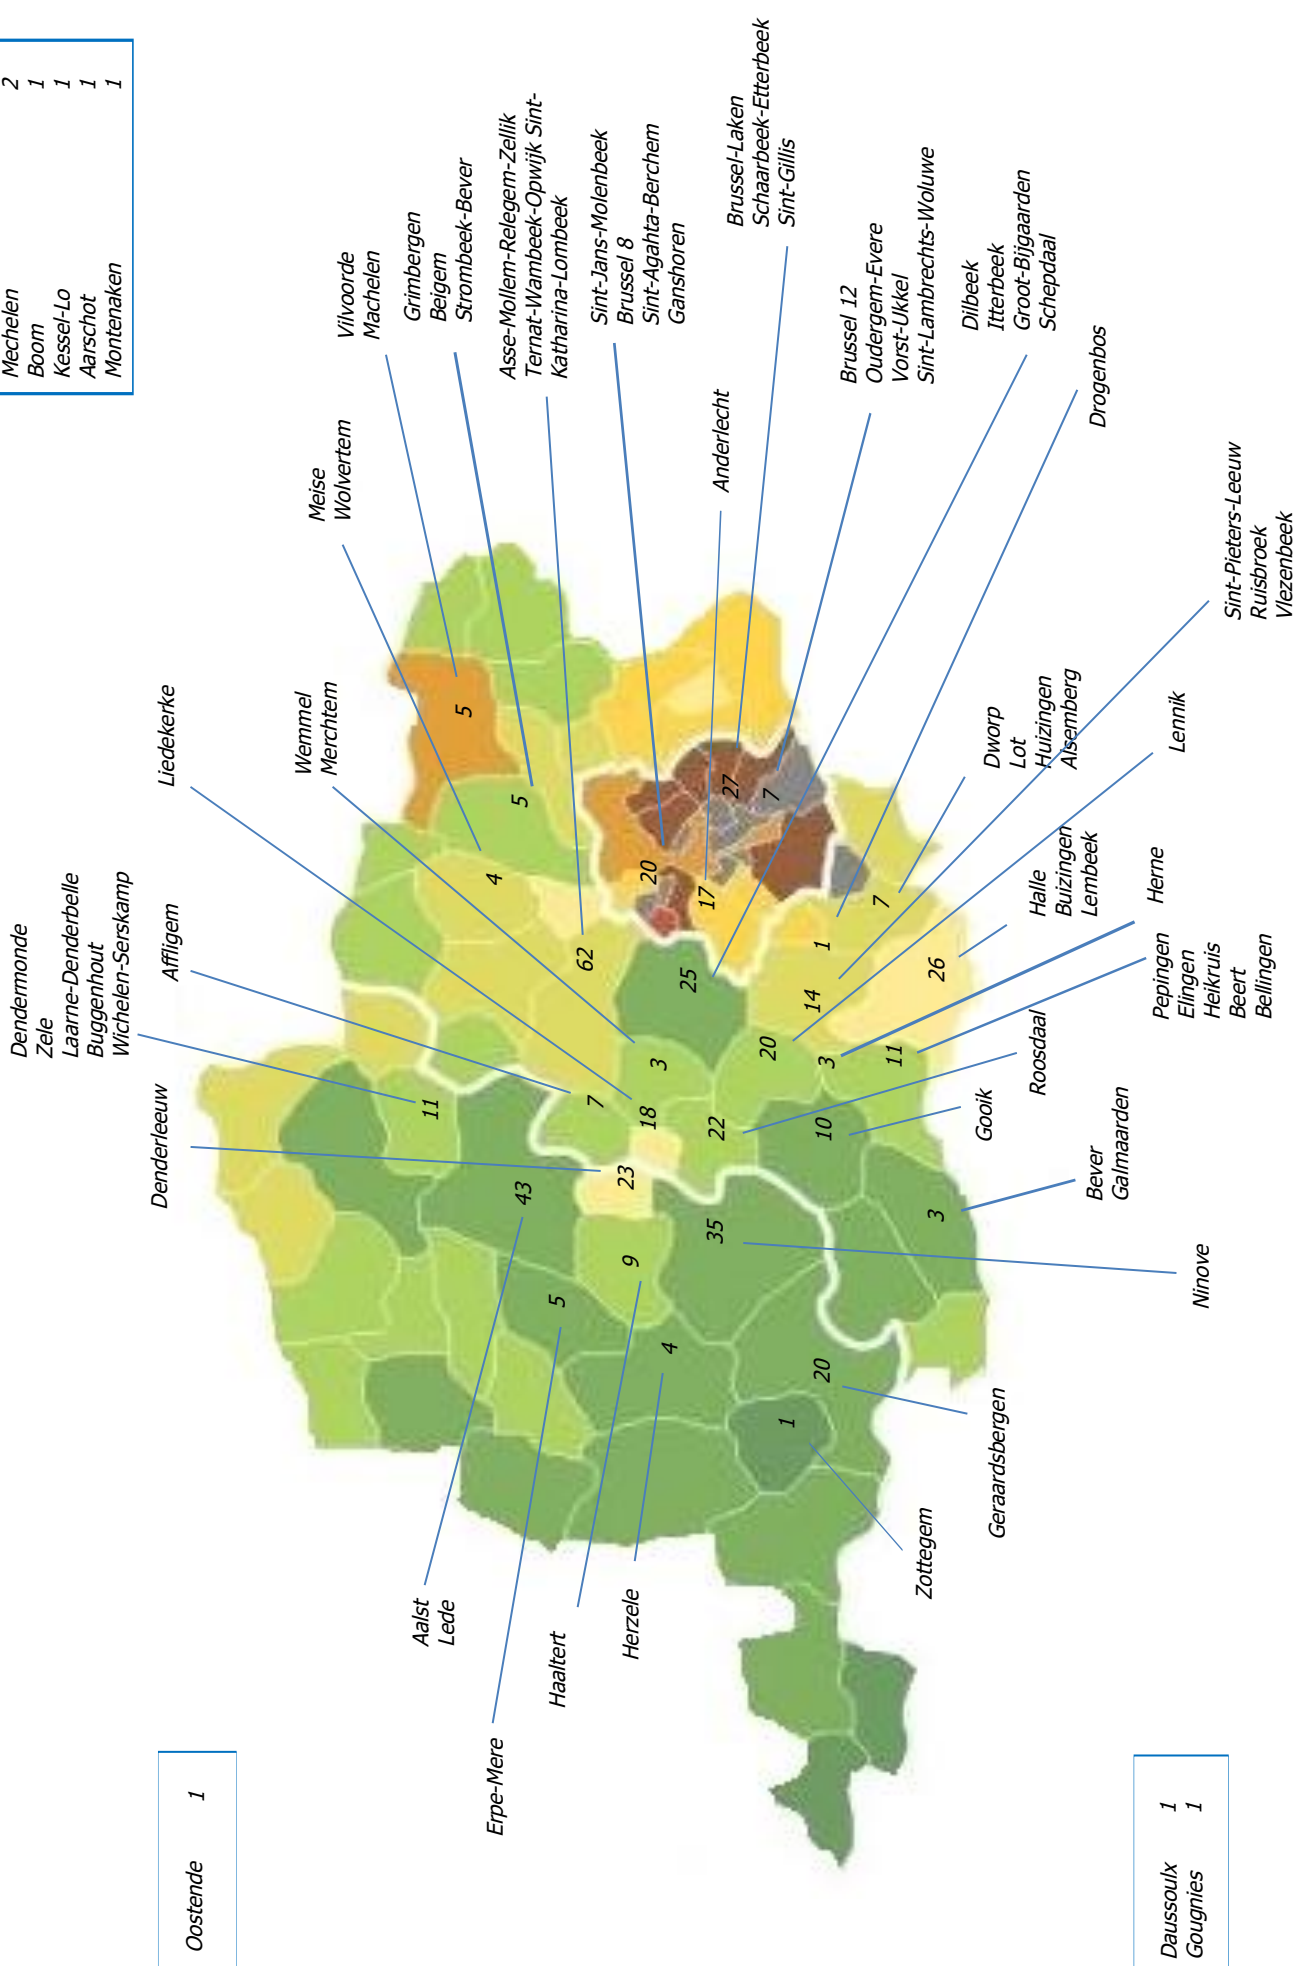 Mechelen 2
Boom 1
Kessel-Lo 1
Aarschot 1
Montenaken 1
Oostende 1
Daussoulx 1
Gougnies 1
Dendermonde
Zele
Laarne-Denderbelle
Buggenhout
Wichelen-Serskamp
Denderleeuw
Affligem
Liedekerke
Wemmel
Merchtem
Meise
Wolvertem
Vilvoorde
Machelen
Grimbergen
Beigem
Strombeek-Bever
Asse-Mollem-Relegem-Zellik
Ternat-Wambeek-Opwijk Sint-
Katharina-Lombeek
Sint-Jans-Molenbeek
Brussel 8
Sint-Agahta-Berchem
Ganshoren
Anderlecht
Brussel-Laken
Schaarbeek-Etterbeek
Sint-Gillis
Brussel 12
Oudergem-Evere
Vorst-Ukkel
Sint-Lambrechts-Woluwe
Dilbeek
Itterbeek
Groot-Bijgaarden
Schepdaal
Drogenbos
Sint-Pieters-Leeuw
Ruisbroek
Vlezenbeek
Dworp
Lot
Huizingen
Alsemberg
Lennik
Halle
Buizingen
Lembeek
Herne
Pepingen
Elingen
Heikruis
Beert
Bellingen
Roosdaal
Gooik
Bever
Galmaarden
Ninove
Geraardsbergen
Zottegem
Herzele
Haaltert
Erpe-Mere
Aalst
Lede
11
5
5
4
62
43
7
3
18
23
22
9
5
35
4
20
1
25
20
17
27
7
1
14
20
3
11
10
3
26
7